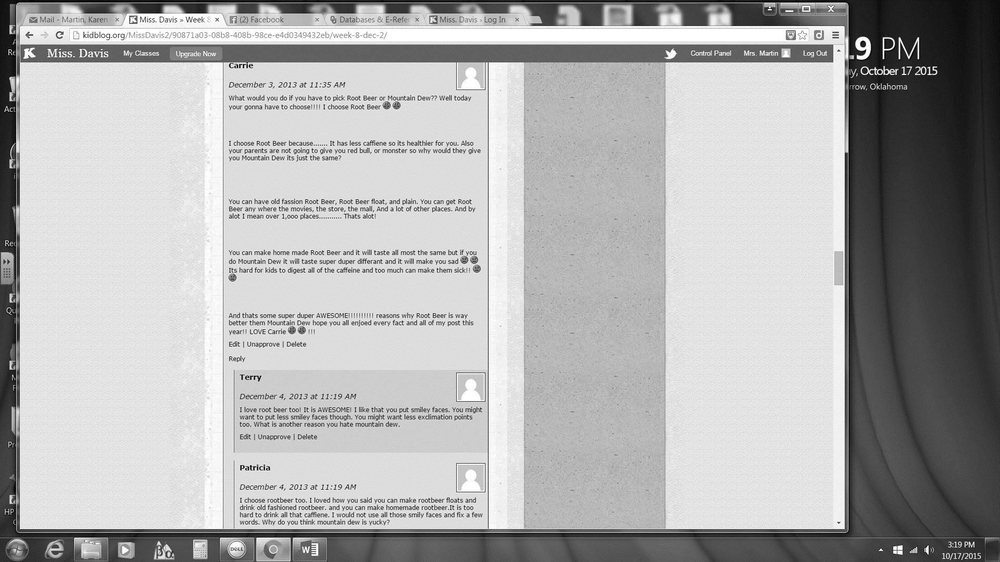 Mail - Martin, Karen
Miss. Davis » Week 8
(2) Facebook
Databases & E-Refer
Miss. Davis › Log In
kidblog.org/MissDavis2/90871a03-08b8-408b-98ce-e4d0349432eb/week-8-dec-2/
Miss. Davis My Classes Upgrade Now Control Panel Mrs. Martin Log Out
19 PM
October 17 2015
Oklahoma
Carrie
December 3, 2013 at 11:35 AM
What would you do if you have to pick Root Beer or Mountain Dew?? Well today
your gonna have to choose!!!! I choose Root Beer
I choose Root Beer because....... It has less caffiene so its healthier for you. Also
your parents are not going to give you red bull, or monster so why would they give
you Mountain Dew its just the same?
You can have old fassion Root Beer, Root Beer float, and plain. You can get Root
Beer any where the movies, the store, the mall, And a lot of other places. And by
alot I mean over 1,ooo places........... Thats alot!
You can make home made Root Beer and it will taste all most the same but if you
do Mountain Dew it will taste super duper differant and it will make you sad
Its hard for kids to digest all of the caffeine and too much can make them sick!!
And thats some super duper AWESOME!!!!!!!!!! reasons why Root Beer is way
better them Mountain Dew hope you all enjoed every fact and all of my post this
year!! LOVE Carrie !!!
Edit | Unapprove | Delete
Reply
Terry
December 4, 2013 at 11:19 AM
I love root beer too! It is AWESOME! I like that you put smiley faces. You might
want to put less smiley faces though. You might want less exclimation points
too. What is another reason you hate mountain dew.
Edit | Unapprove | Delete
Patricia
December 4, 2013 at 11:19 AM
I choose rootbeer too. I loved how you said you can make rootbeer floats and
drink old fashioned rootbeer. and you can make homemade rootbeer.It is too
hard to drink all that caffiene. I would not use all those smily faces and fix a few
words. Why do you think mountain dew is yucky?
HP
DELL
3:19 PM
10/17/2015